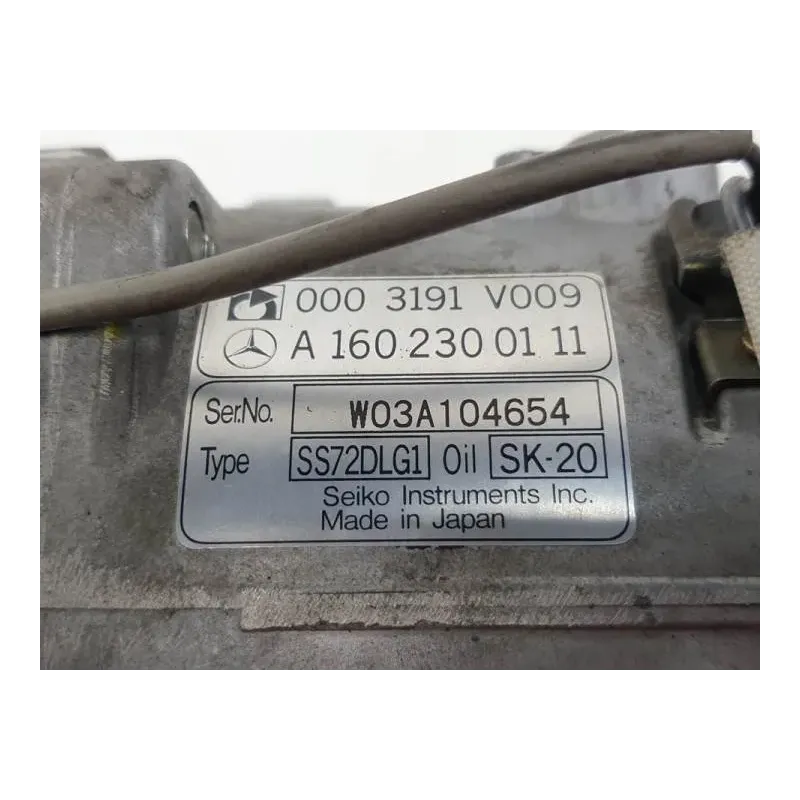 000 3191 V009
A 160 230 01 11
Ser.No. W03A104654
Type SS72DLG1 Oil SK-20
Seiko Instruments Inc.
Made in Japan